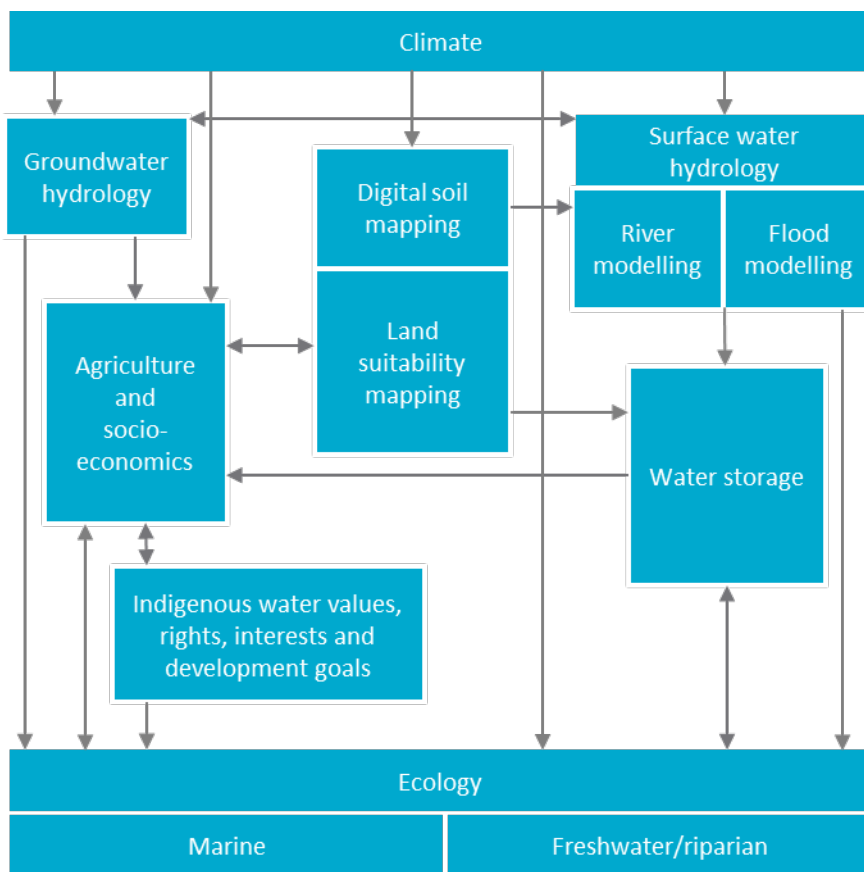 Climate
Groundwater
hydrology
Surface water
hydrology
Digital soil
mapping
River
modelling
Flood
modelling
Agriculture
and
socio-
economics
Land
suitability
mapping
Water storage
Indigenous water values,
rights, interests and
development goals
Ecology
Marine
Freshwater/riparian